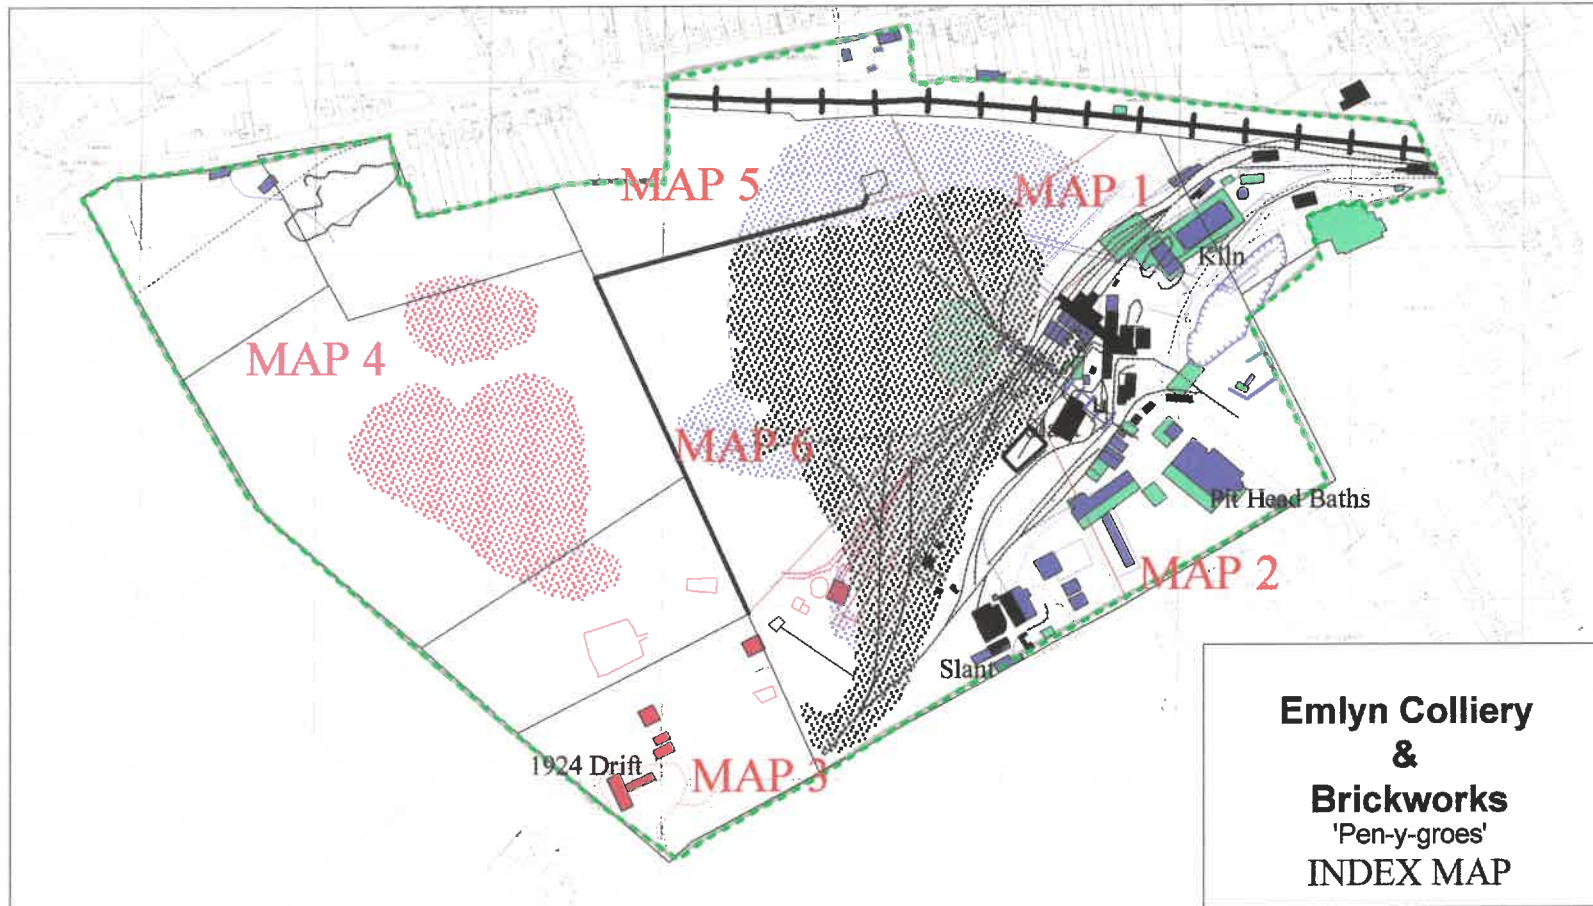 MAP 5
MAP 1
Kiln
MAP 4
MAP 6
Pit Head Baths
MAP 2
Slant
1924 Drift
MAP 3
Emlyn Colliery
&
Brickworks
'Pen-y-groes'
INDEX MAP